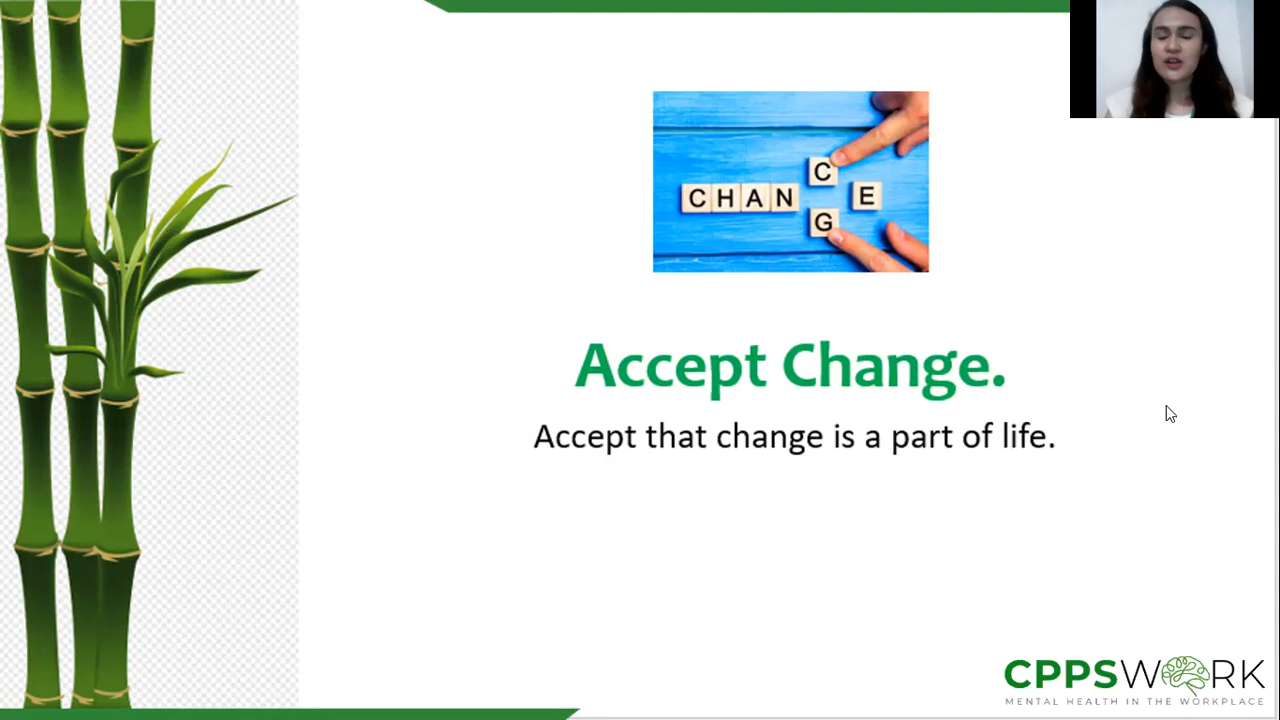 C
CHAN E
G
Accept Change.
Accept that change is a part of life.
CPPSWORK
MENTAL HEALTH IN THE WORKPLACE